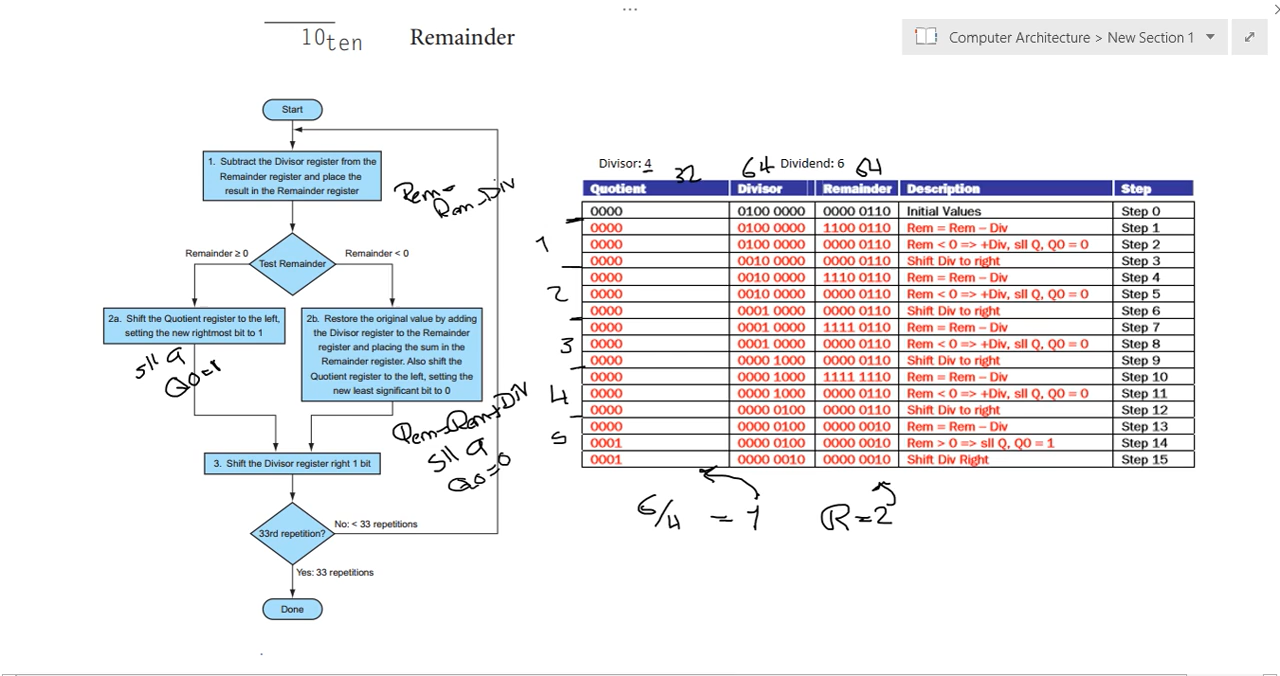 10ten Remainder
Computer Architecture > New Section 1
Start
1. Subtract the Divisor register from the
Remainder register and place the
result in the Remainder register
Rem=
Rem-Div
Remainder ≥ 0
Test Remainder
Remainder < 0
2a. Shift the Quotient register to the left,
setting the new rightmost bit to 1
sll Q
Q0=1
2b. Restore the original value by adding
the Divisor register to the Remainder
register and placing the sum in the
Remainder register. Also shift the
Quotient register to the left, setting the
new least significant bit to 0
Rem=Rem+Div
sll Q
Q0=0
3. Shift the Divisor register right 1 bit
33rd repetition?
No: < 33 repetitions
Yes: 33 repetitions
Done
Divisor: 4 Dividend: 6
32 64 64
Quotient Divisor Remainder Description Step
0000 0100 0000 0000 0110 Initial Values Step 0
1 0000 0100 0000 1100 0110 Rem = Rem – Div Step 1
0000 0100 0000 0000 0110 Rem < 0 => +Div, sll Q, Q0 = 0 Step 2
0000 0010 0000 0000 0110 Shift Div to right Step 3
2 0000 0010 0000 1110 0110 Rem = Rem – Div Step 4
0000 0010 0000 0000 0110 Rem < 0 => +Div, sll Q, Q0 = 0 Step 5
0000 0001 0000 0000 0110 Shift Div to right Step 6
3 0000 0001 0000 1111 0110 Rem = Rem – Div Step 7
0000 0001 0000 0000 0110 Rem < 0 => +Div, sll Q, Q0 = 0 Step 8
0000 0000 1000 0000 0110 Shift Div to right Step 9
4 0000 0000 1000 1111 1110 Rem = Rem – Div Step 10
0000 0000 1000 0000 0110 Rem < 0 => +Div, sll Q, Q0 = 0 Step 11
0000 0000 0100 0000 0110 Shift Div to right Step 12
5 0000 0000 0100 0000 0010 Rem = Rem – Div Step 13
0001 0000 0100 0000 0010 Rem > 0 => sll Q, Q0 = 1 Step 14
0001 0000 0010 0000 0010 Shift Div Right Step 15
6/4 = 1 R=2